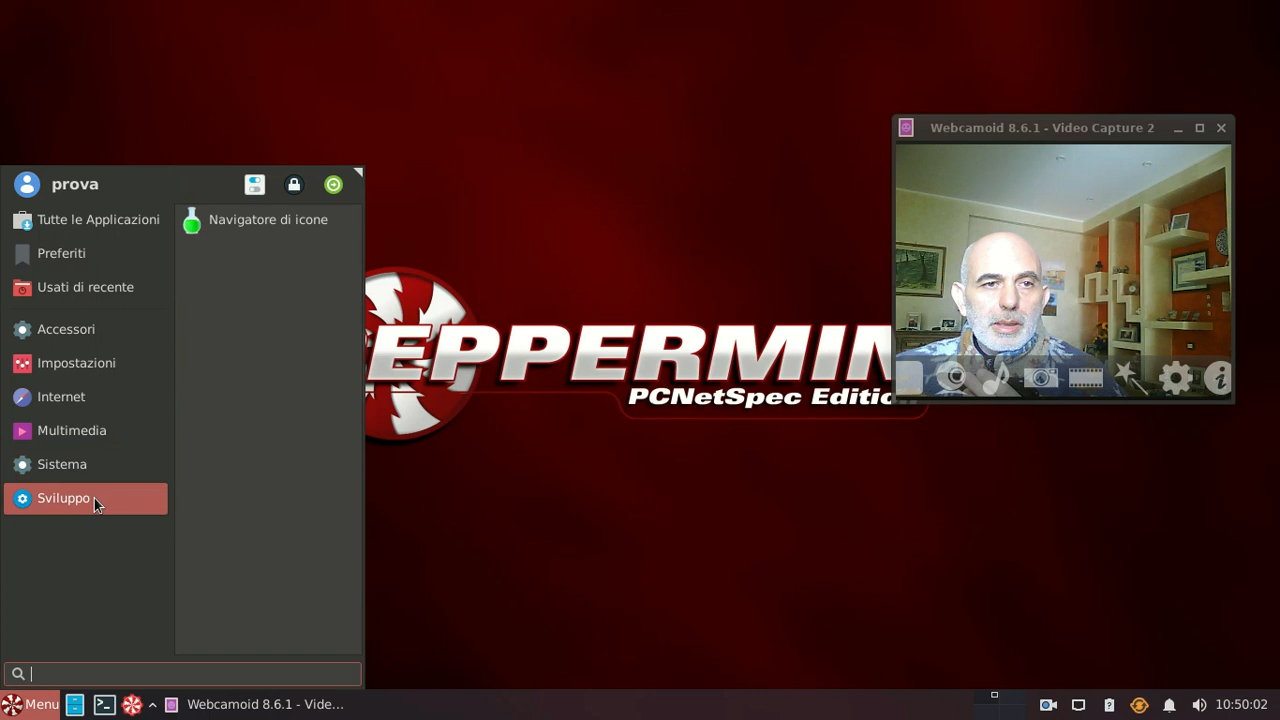 Webcamoid 8.6.1 - Video Capture 2
prova
Tutte le Applicazioni
Navigatore di icone
Preferiti
Usati di recente
Accessori
Impostazioni
Internet
Multimedia
Sistema
Sviluppo
EPPERMIN
PCNetSpec Editio
Menu
Webcamoid 8.6.1 - Vide...
10:50:02